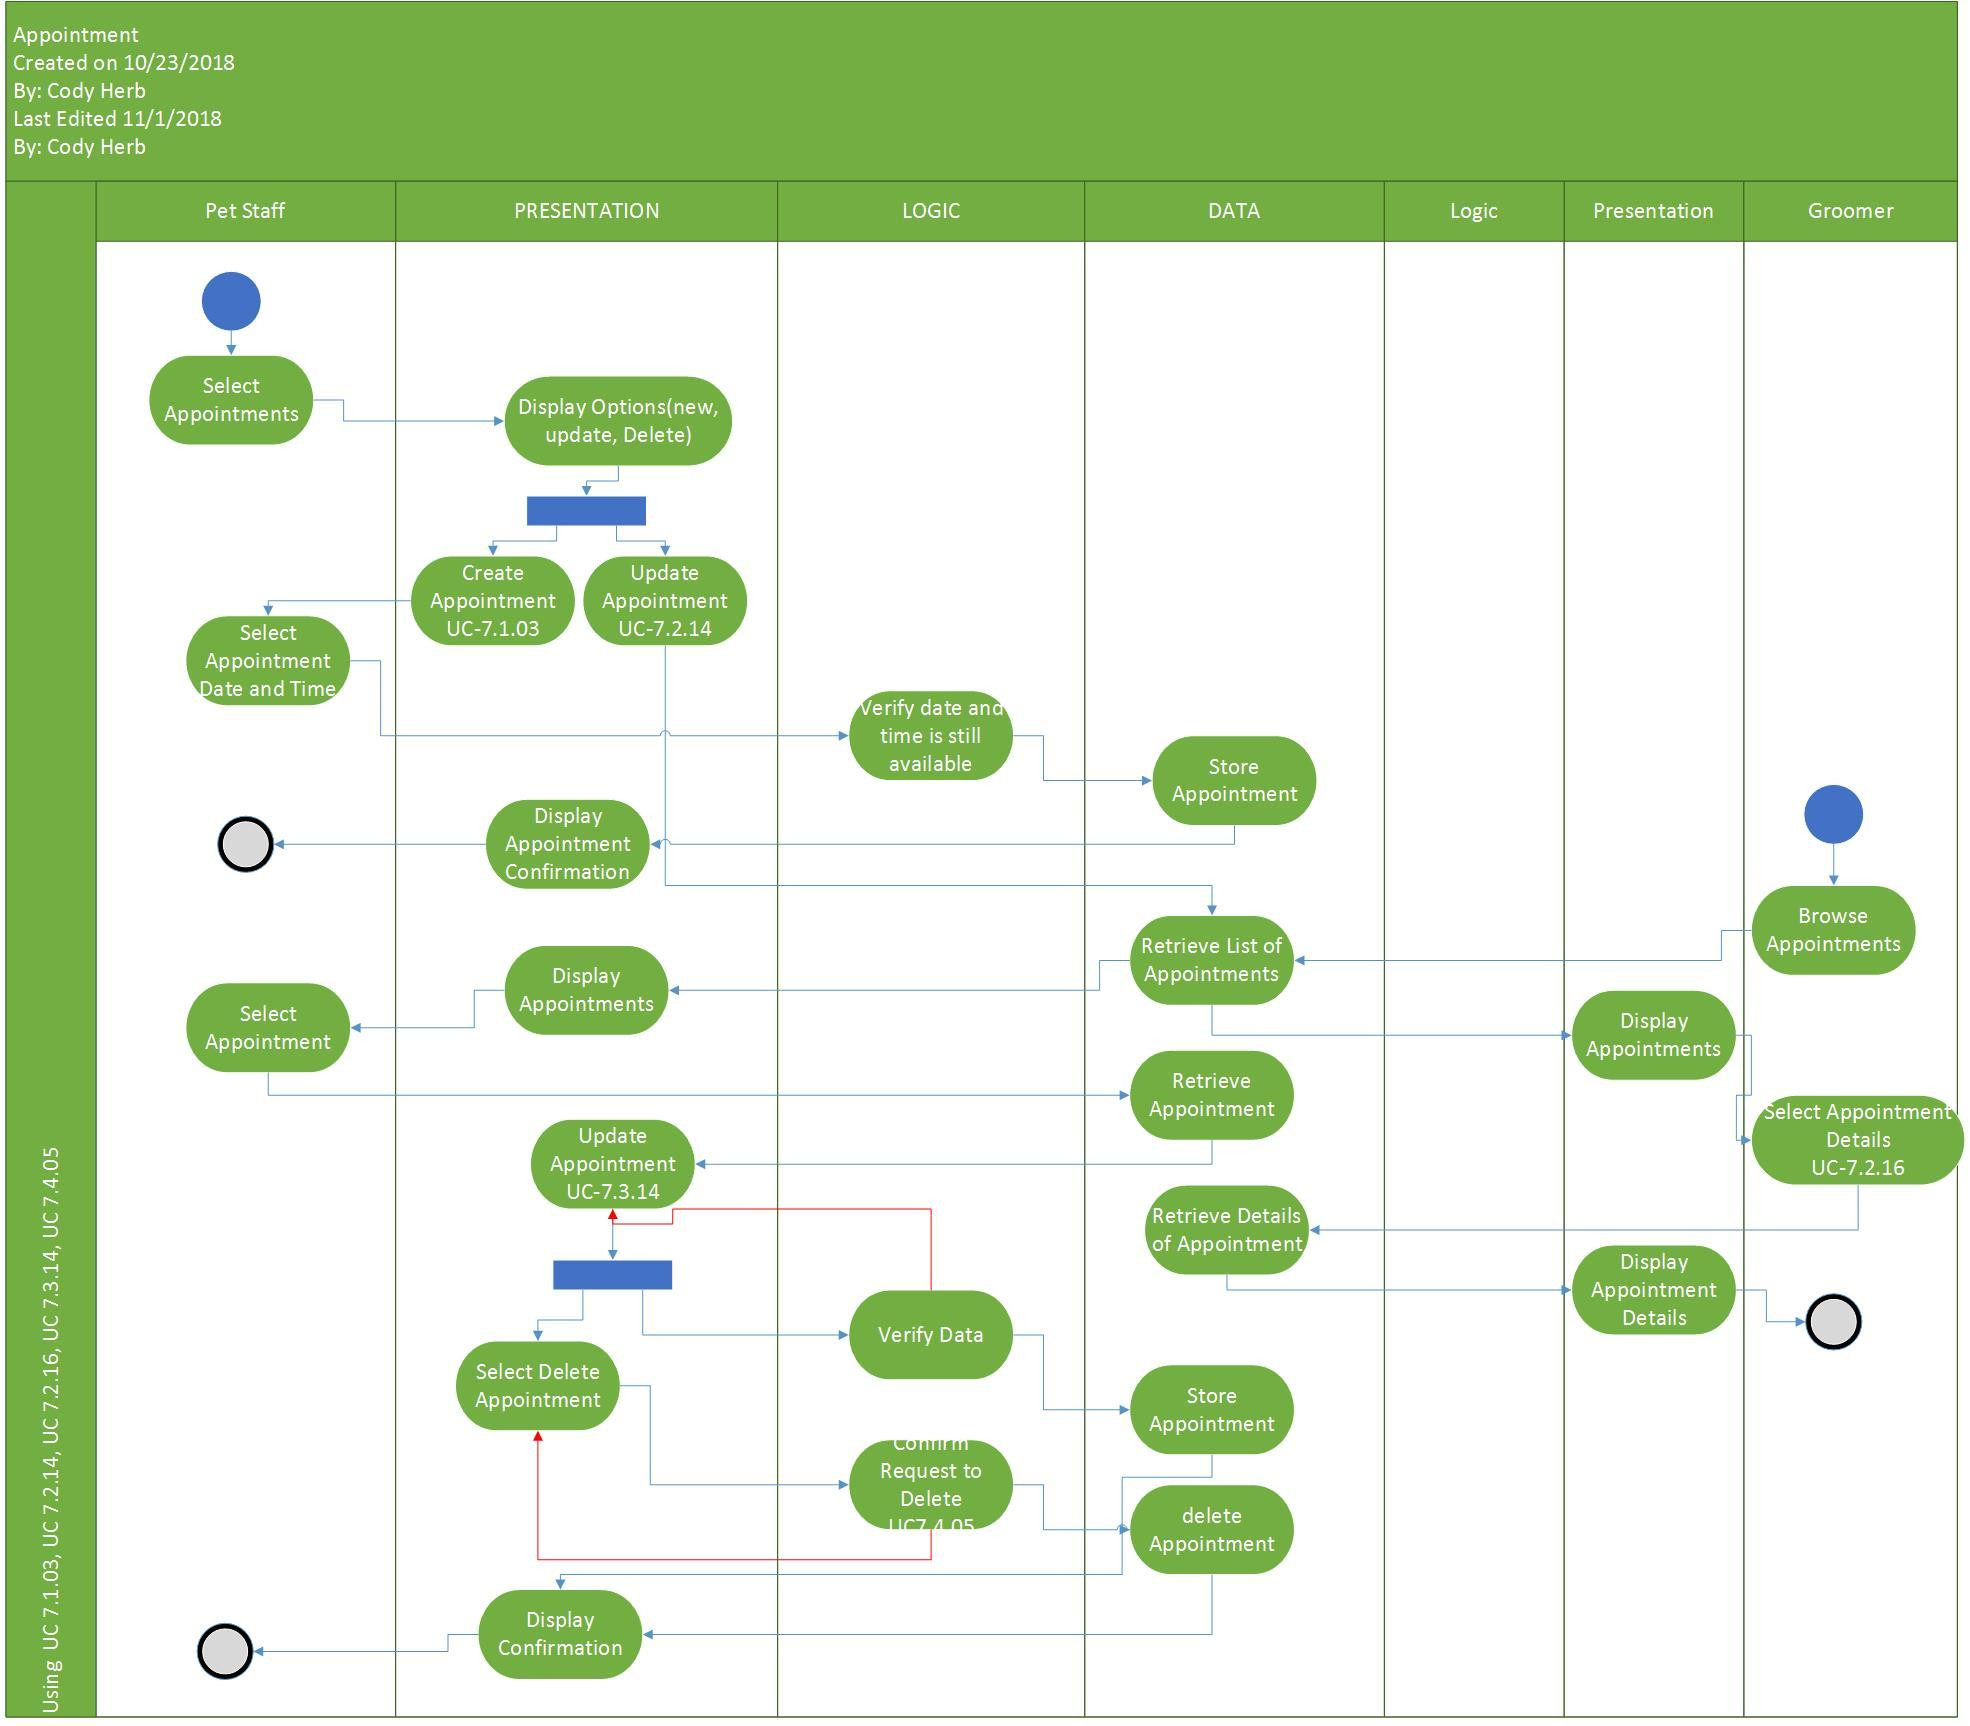 Appointment
Created on 10/23/2018
By: Cody Herb
Last Edited 11/1/2018
By: Cody Herb
Pet Staff
PRESENTATION
LOGIC
DATA
Logic
Presentation
Groomer
Using  UC 7.1.03, UC 7.2.14, UC 7.2.16, UC 7.3.14, UC 7.4.05
Select
Appointments
Display Options(new,
update, Delete)
Create
Appointment
UC-7.1.03
Update
Appointment
UC-7.2.14
Select
Appointment
Date and Time
Verify date and
time is still
available
Store
Appointment
Display
Appointment
Confirmation
Browse
Appointments
Retrieve List of
Appointments
Display
Appointments
Select
Appointment
Display
Appointments
Retrieve
Appointment
Select Appointment
Details
UC-7.2.16
Update
Appointment
UC-7.3.14
Retrieve Details
of Appointment
Display
Appointment
Details
Verify Data
Select Delete
Appointment
Store
Appointment
Confirm
Request to
Delete
UC7.4.05
delete
Appointment
Display
Confirmation